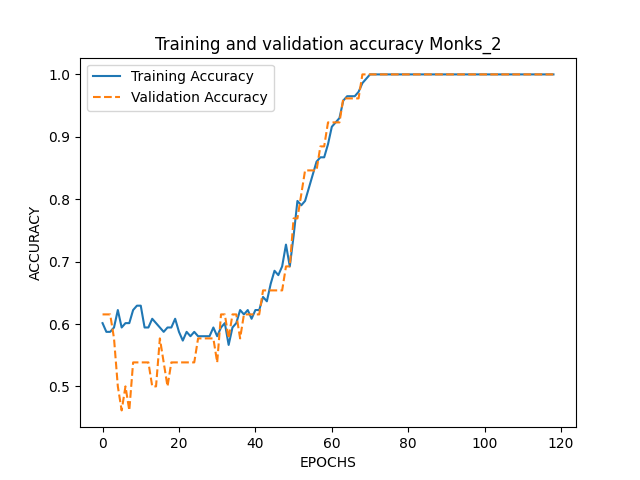 Training and validation accuracy Monks_2
Training Accuracy
Validation Accuracy
ACCURACY
1.0
0.9
0.8
0.7
0.6
0.5
0 20 40 60 80 100 120
EPOCHS